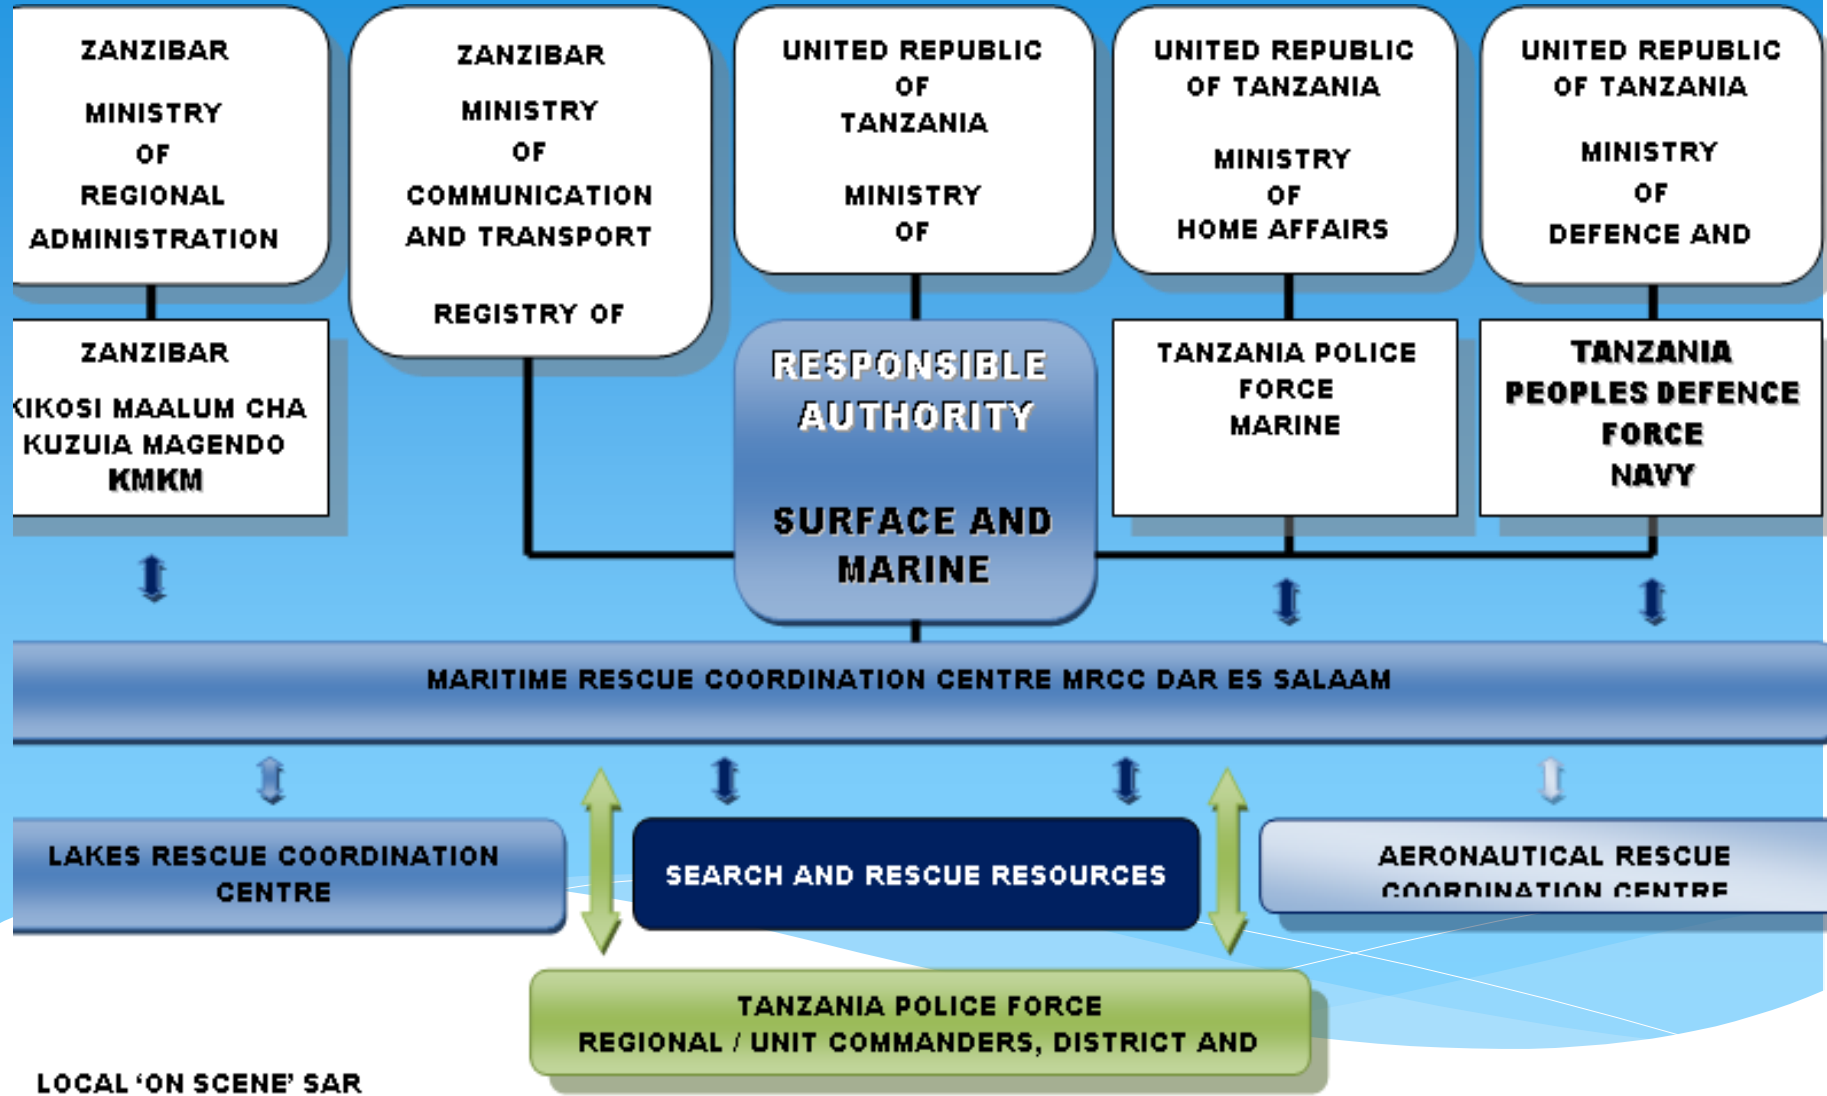 ZANZIBAR
MINISTRY
OF
REGIONAL
ADMINISTRATION
ZANZIBAR
MINISTRY
OF
COMMUNICATION
AND TRANSPORT
REGISTRY OF
UNITED REPUBLIC
OF
TANZANIA
MINISTRY
OF
UNITED REPUBLIC
OF TANZANIA
MINISTRY
OF
HOME AFFAIRS
UNITED REPUBLIC
OF TANZANIA
MINISTRY
OF
DEFENCE AND
ZANZIBAR
KIKOSI MAALUM CHA
KUZUIA MAGENDO
KMKM
RESPONSIBLE
AUTHORITY
SURFACE AND
MARINE
TANZANIA POLICE
FORCE
MARINE
TANZANIA
PEOPLES DEFENCE
FORCE
NAVY
MARITIME RESCUE COORDINATION CENTRE MRCC DAR ES SALAAM
LAKES RESCUE COORDINATION
CENTRE
SEARCH AND RESCUE RESOURCES
AERONAUTICAL RESCUE
COORDINATION CENTRE
TANZANIA POLICE FORCE
REGIONAL / UNIT COMMANDERS, DISTRICT AND
LOCAL ‘ON SCENE’ SAR